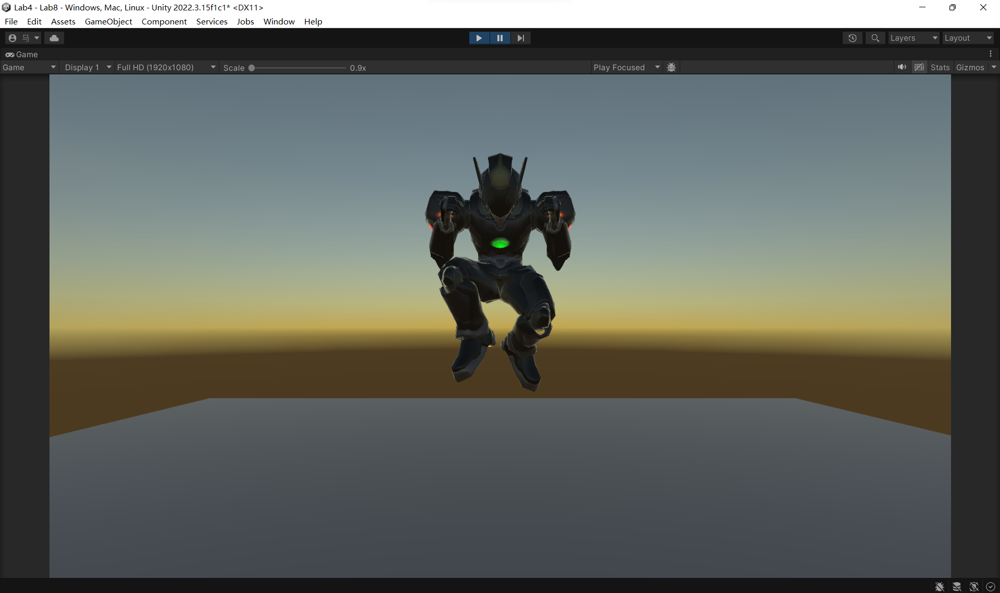 Lab4 - Lab8 - Windows, Mac, Linux - Unity 2022.3.15f1c1* <DX11>
File Edit Assets GameObject Component Services Jobs Window Help
马 Layers Layout
Game
Game Display 1 Full HD (1920x1080) Scale 0.9x Play Focused Stats Gizmos